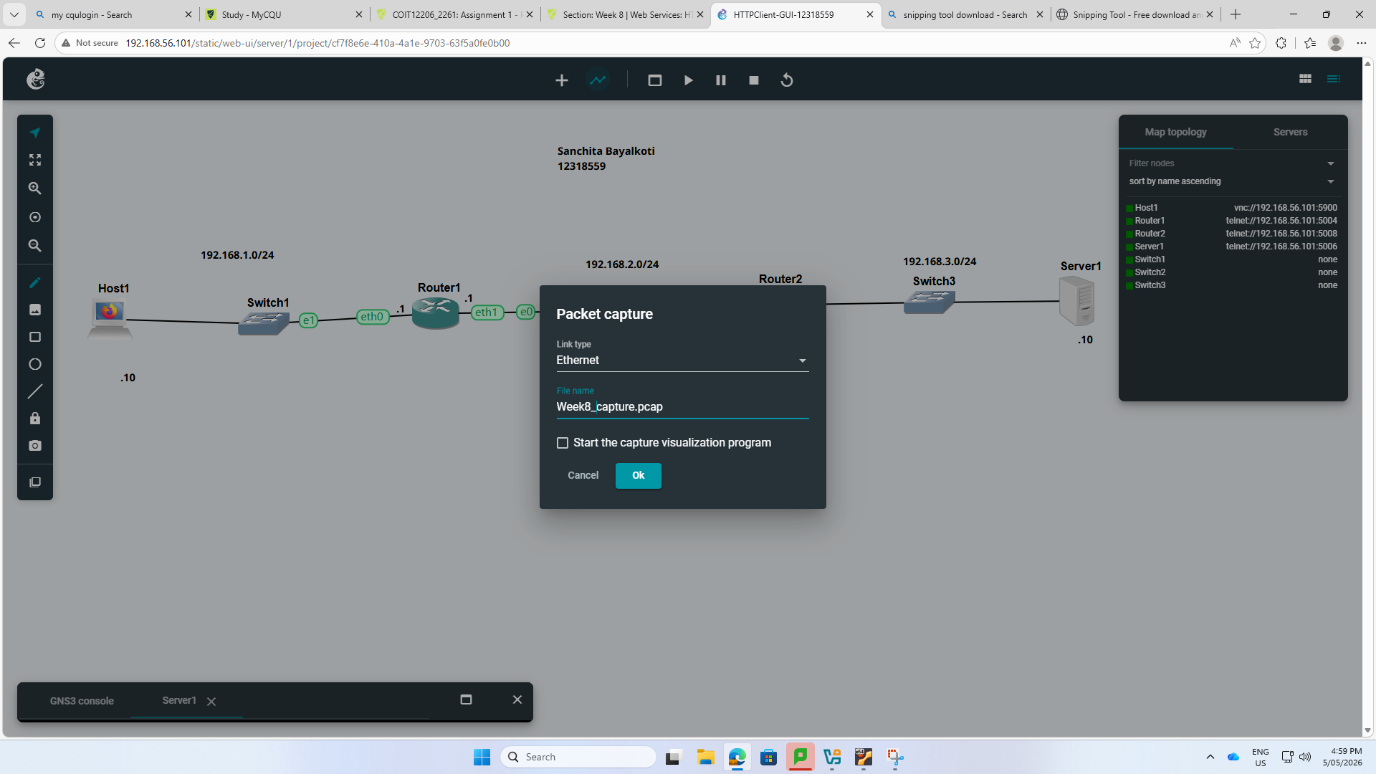 my cqulogin - Search
Study - MyCQU
COIT12206_2261: Assignment 1 -
Section: Week 8 | Web Services: HT
HTTPClient-GUI-12318559
snipping tool download - Search
Snipping Tool - Free download an
Not secure
192.168.56.101/static/web-ui/server/1/project/cf7f8e6e-410a-4a1e-9703-63f5a0fe0b00
Sanchita Bayalkoti
12318559
Map topology
Servers
Filter nodes
sort by name ascending
Host1 vnc://192.168.56.101:5900
Router1 telnet://192.168.56.101:5004
Router2 telnet://192.168.56.101:5008
Server1 telnet://192.168.56.101:5006
Switch1 none
Switch2 none
Switch3 none
192.168.1.0/24
192.168.2.0/24
192.168.3.0/24
Host1
Switch1
Router1
Router2
Switch3
Server1
e1
eth0
.1
.1
eth1
e0
.10
.10
Packet capture
Link type
Ethernet
File name
Week8_capture.pcap
Start the capture visualization program
Cancel
Ok
GNS3 console
Server1
Search
ENG
US
4:59 PM
5/05/2026